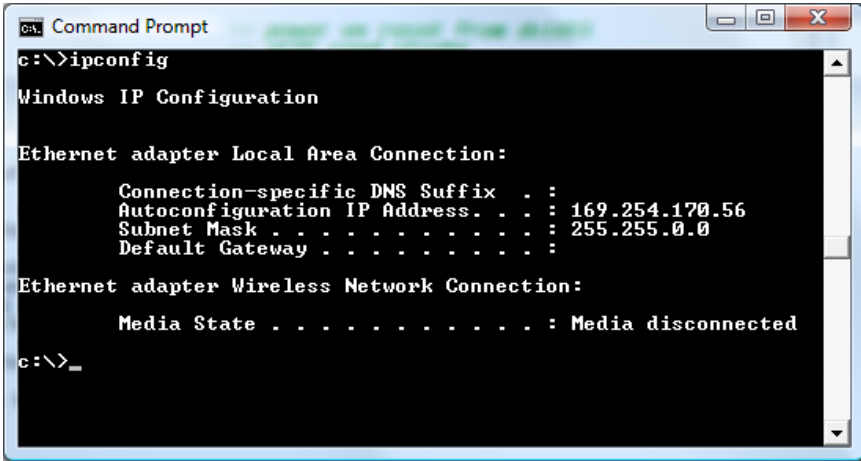 Command Prompt
c:\>ipconfig
Windows IP Configuration
Ethernet adapter Local Area Connection:
Connection-specific DNS Suffix  . :
Autoconfiguration IP Address. . . : 169.254.170.56
Subnet Mask . . . . . . . . . . . : 255.255.0.0
Default Gateway . . . . . . . . . :
Ethernet adapter Wireless Network Connection:
Media State . . . . . . . . . . . : Media disconnected
c:\>_